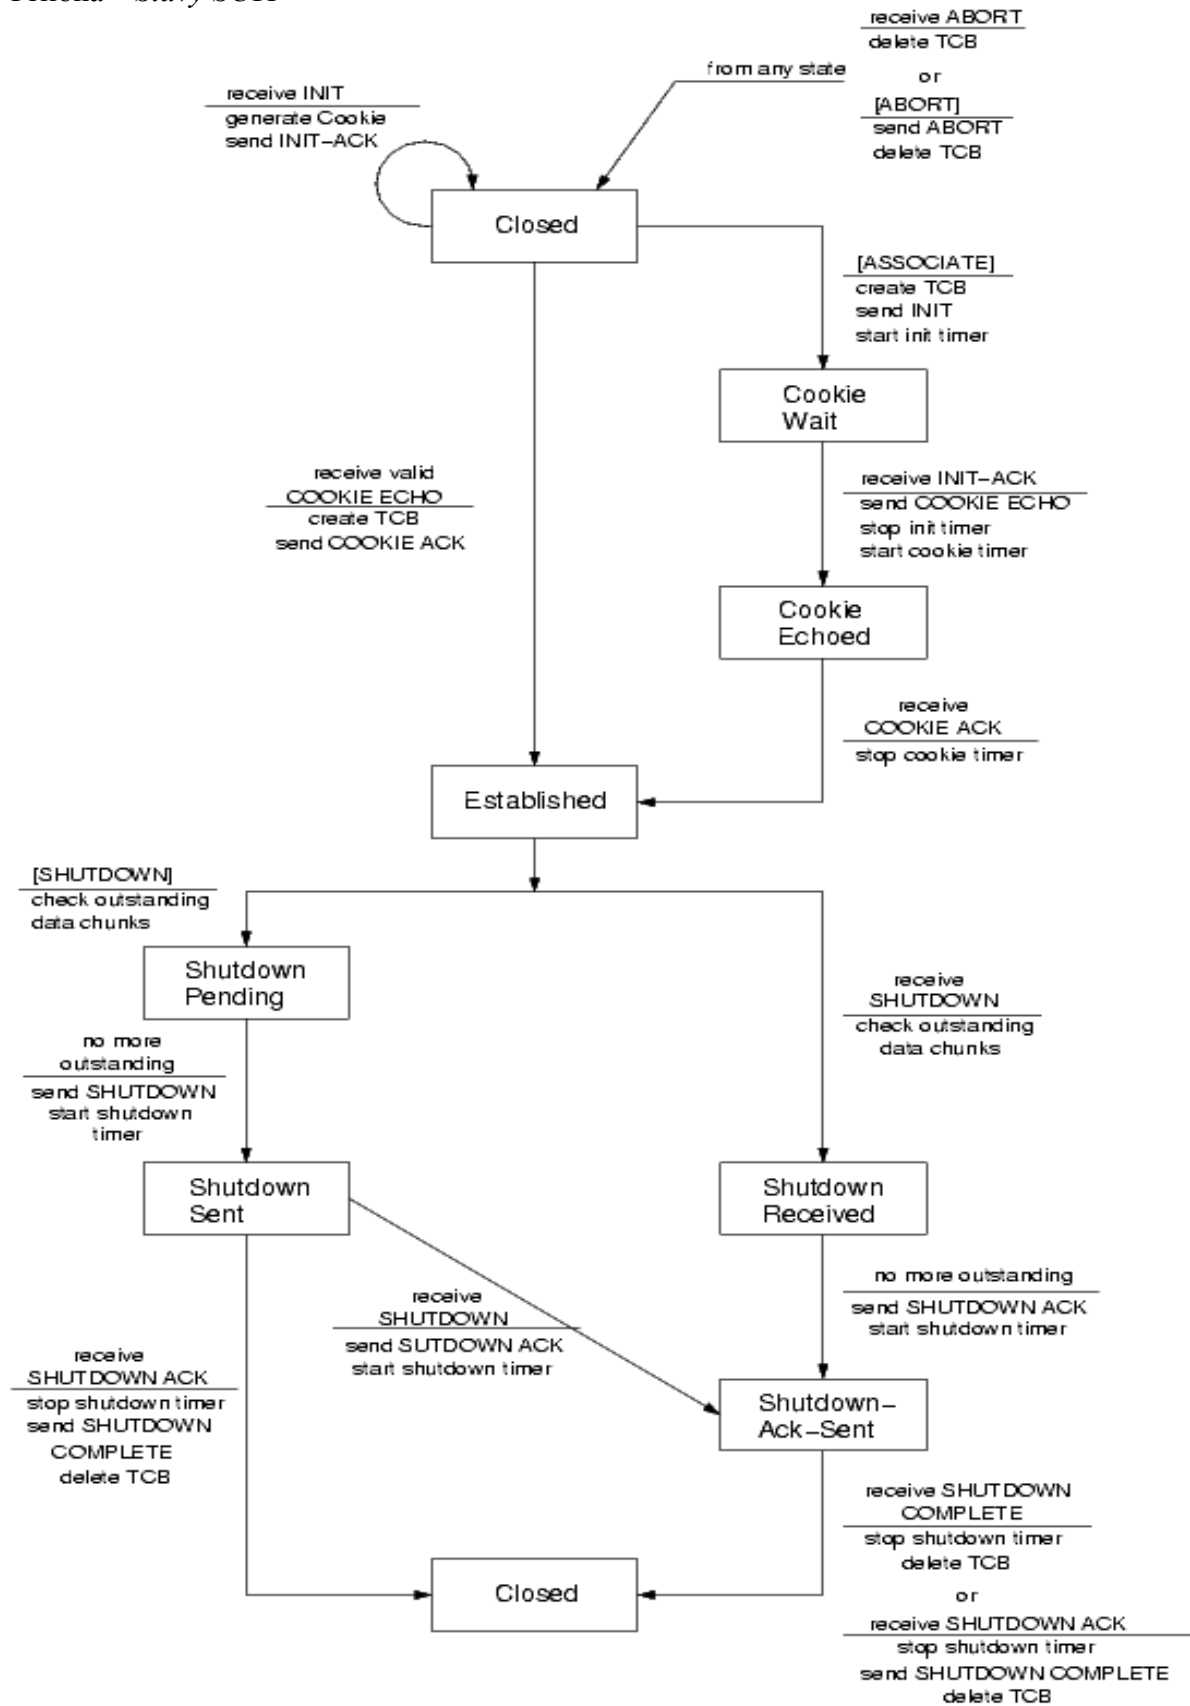 receive ABORT
delete TCB
from any state
or
[ABORT]
send ABORT
delete TCB
receive INIT
generate Cookie
send INIT-ACK
Closed
[ASSOCIATE]
create TCB
send INIT
start init timer
Cookie
Wait
receive valid
COOKIE ECHO
create TCB
send COOKIE ACK
receive INIT-ACK
send COOKIE ECHO
stop init timer
start cookie timer
Cookie
Echoed
receive
COOKIE ACK
stop cookie timer
Established
[SHUTDOWN]
check outstanding
data chunks
Shutdown
Pending
receive
SHUTDOWN
check outstanding
data chunks
no more
outstanding
send SHUTDOWN
start shutdown
timer
Shutdown
Sent
Shutdown
Received
receive
SHUTDOWN
send SUTDOWN ACK
start shutdown timer
no more outstanding
send SHUTDOWN ACK
start shutdown timer
receive
SHUTDOWN ACK
stop shutdown timer
send SHUTDOWN
COMPLETE
delete TCB
Shutdown-
Ack-Sent
receive SHUTDOWN
COMPLETE
stop shutdown timer
delete TCB
or
receive SHUTDOWN ACK
stop shutdown timer
send SHUTDOWN COMPLETE
delete TCB
Closed